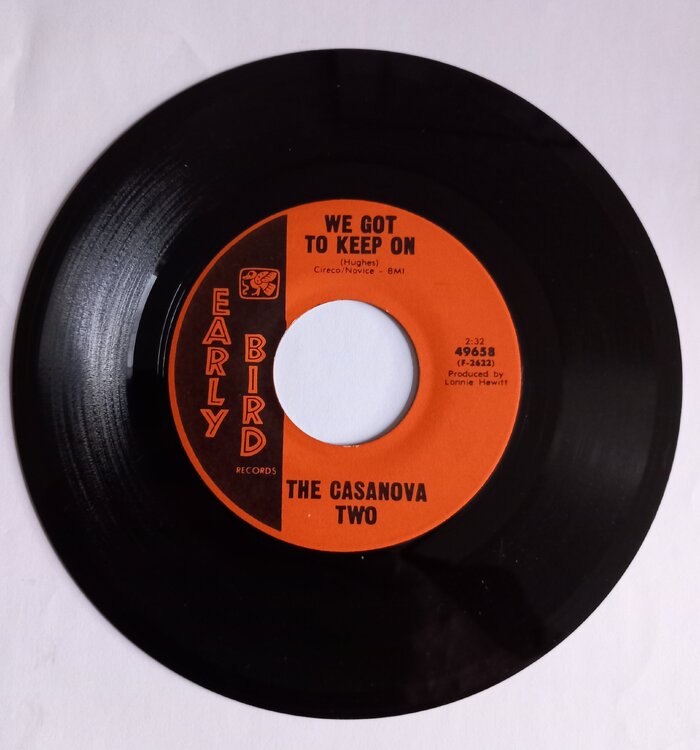 WE GOT
TO KEEP ON
(Hughes)
Cireco/Novice - BMI
EARLY
BIRD
RECORDS
2:32
49658
(F-2622)
Produced by
Lonnie Hewitt
THE CASANOVA
TWO